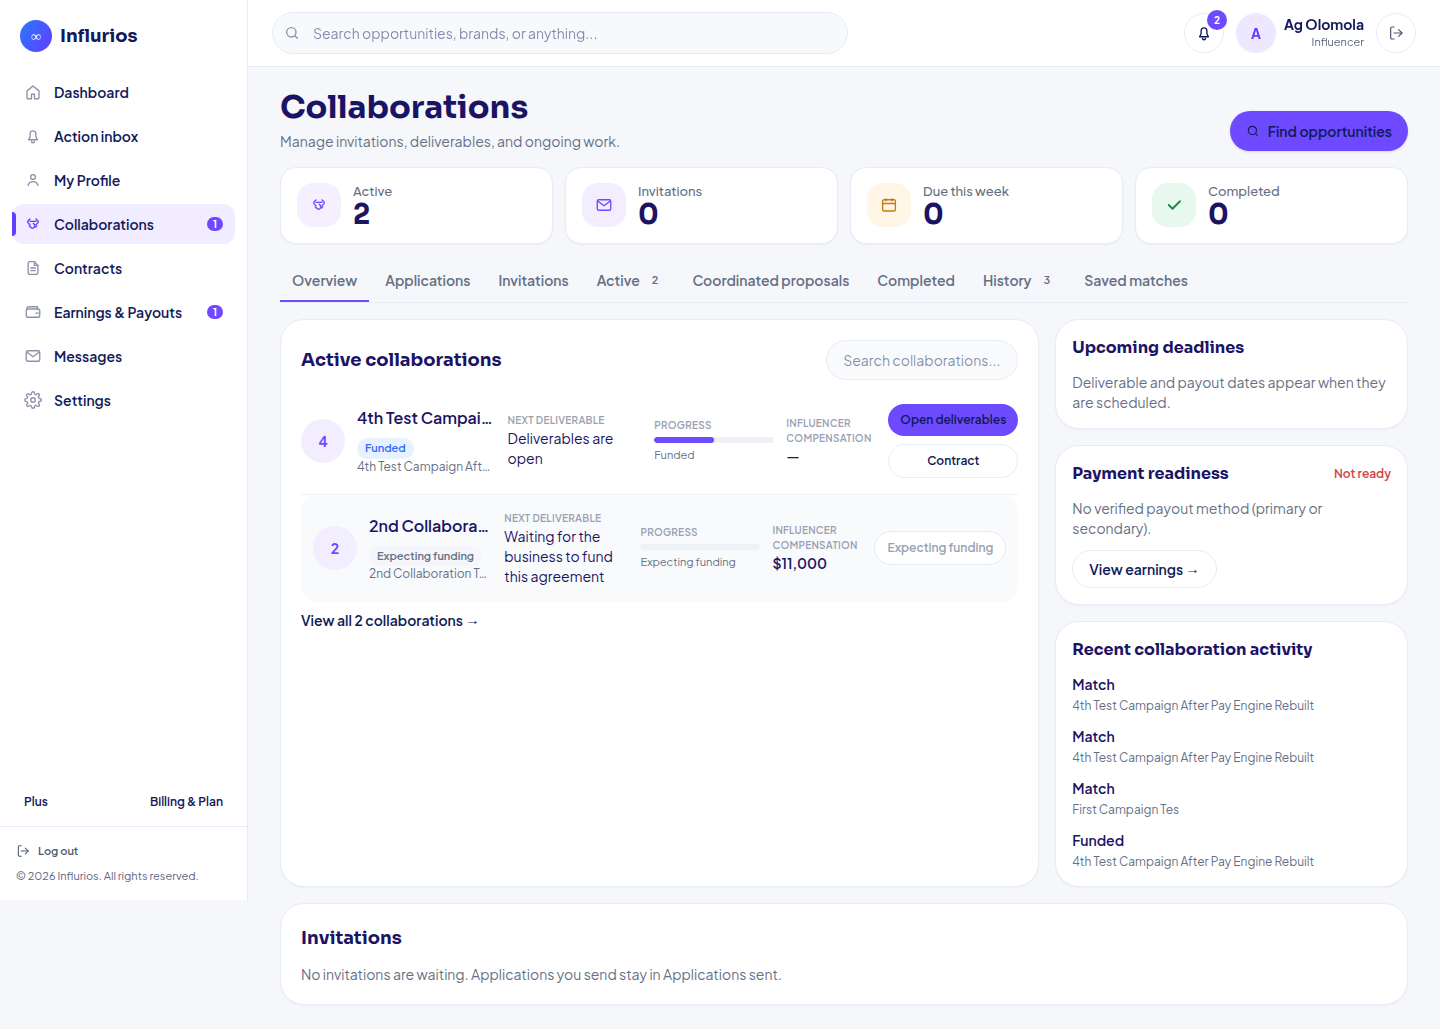 ∞ Influrios
Search opportunities, brands, or anything...
2
A
Ag Olomola
Influencer
Dashboard
Action inbox
My Profile
Collaborations 1
Contracts
Earnings & Payouts 1
Messages
Settings
Plus
Billing & Plan
Log out
© 2026 Influrios. All rights reserved.
Collaborations
Manage invitations, deliverables, and ongoing work.
Find opportunities
Active
2
Invitations
0
Due this week
0
Completed
0
Overview Applications Invitations Active 2 Coordinated proposals Completed History 3 Saved matches
Active collaborations
Search collaborations...
4
4th Test Campai...
Funded
4th Test Campaign Aft...
NEXT DELIVERABLE
Deliverables are
open
PROGRESS
Funded
INFLUENCER
COMPENSATION
—
Open deliverables
Contract
2
2nd Collabora...
Expecting funding
2nd Collaboration T...
NEXT DELIVERABLE
Waiting for the
business to fund
this agreement
PROGRESS
Expecting funding
INFLUENCER
COMPENSATION
$11,000
Expecting funding
View all 2 collaborations →
Upcoming deadlines
Deliverable and payout dates appear when they
are scheduled.
Payment readiness
Not ready
No verified payout method (primary or
secondary).
View earnings →
Recent collaboration activity
Match
4th Test Campaign After Pay Engine Rebuilt
Match
4th Test Campaign After Pay Engine Rebuilt
Match
First Campaign Tes
Funded
4th Test Campaign After Pay Engine Rebuilt
Invitations
No invitations are waiting. Applications you send stay in Applications sent.